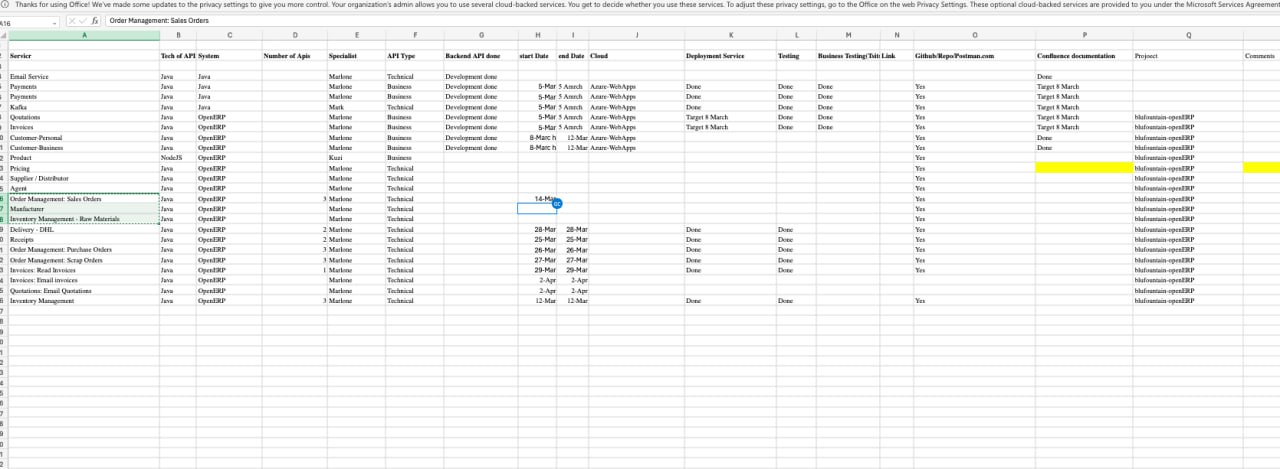 Thanks for using Office! We've made some updates to the privacy settings to give you more control. Your organization's admin allows you to use several cloud-backed services. You get to decide whether you use these services. To adjust these privacy settings, go to the Office on the web Privacy Settings. These optional cloud-backed services are provided to you under the Microsoft Services Agreement
A16 fx Order Management: Sales Orders
A B C D E F G H I J K L M N O P Q
Service Tech of API System Number of Apis Specialist API Type Backend API done start Date end Date Cloud Deployment Service Testing Business Testing Link Github/Repo/Postman.com Confluence documentation Project Comments
Email Service Java Java Marlone Technical Development done Done
Payments Java Java Marlone Business Development done 5-Mar 5 Azure-WebApps Done Done Done Yes Target 8 March
Payments Java Java Marlone Business Development done 5-Mar 5 Azure-WebApps Done Done Done Yes Target 8 March
Kafka Java Java Mark Technical Development done 5-Mar 5 Azure-WebApps Done Done Done Yes Target 8 March
Qoutations Java OpenERP Marlone Business Development done 5-Mar 5 Azure-WebApps Target 8 March Done Done Yes Target 8 March blufountain-openERP
Invoices Java OpenERP Marlone Business Development done 5-Mar 5 Azure-WebApps Target 8 March Done Done Yes Target 8 March blufountain-openERP
Customer-Personal Java OpenERP Marlone Business Development done 8-March h 12-Mar Azure-WebApps Yes Done blufountain-openERP
Customer-Business Java OpenERP Marlone Business Development done 8-March h 12-Mar Azure-WebApps Yes Done blufountain-openERP
Product NodeJS OpenERP Kuzi Business Yes blufountain-openERP
Pricing Java OpenERP Marlone Technical Yes blufountain-openERP
Supplier / Distributor Java OpenERP Marlone Technical Yes blufountain-openERP
Agent Java OpenERP Marlone Technical Yes blufountain-openERP
Order Management: Sales Orders Java OpenERP 3 Marlone Technical 14-Mar Yes blufountain-openERP
Manfacturer Java OpenERP Marlone Technical Yes blufountain-openERP
Inventory Management - Raw Materials Java OpenERP Marlone Technical Yes blufountain-openERP
Delivery - DHL Java OpenERP 2 Marlone Technical 28-Mar 28-Mar Done Done Yes blufountain-openERP
Receipts Java OpenERP 2 Marlone Technical 25-Mar 25-Mar Done Done Yes blufountain-openERP
Order Management: Purchase Orders Java OpenERP 3 Marlone Technical 26-Mar 26-Mar Done Done Yes blufountain-openERP
Order Management: Scrap Orders Java OpenERP 3 Marlone Technical 27-Mar 27-Mar Done Done Yes blufountain-openERP
Invoices: Read Invoices Java OpenERP 1 Marlone Technical 29-Mar 29-Mar Done Done Yes blufountain-openERP
Invoices: Email invoices Java OpenERP Marlone Technical 2-Apr 2-Apr blufountain-openERP
Quotations: Email Quotations Java OpenERP Marlone Technical 2-Apr 2-Apr blufountain-openERP
Inventory Management Java OpenERP 3 Marlone Technical 12-Mar 12-Mar Done Done Yes blufountain-openERP